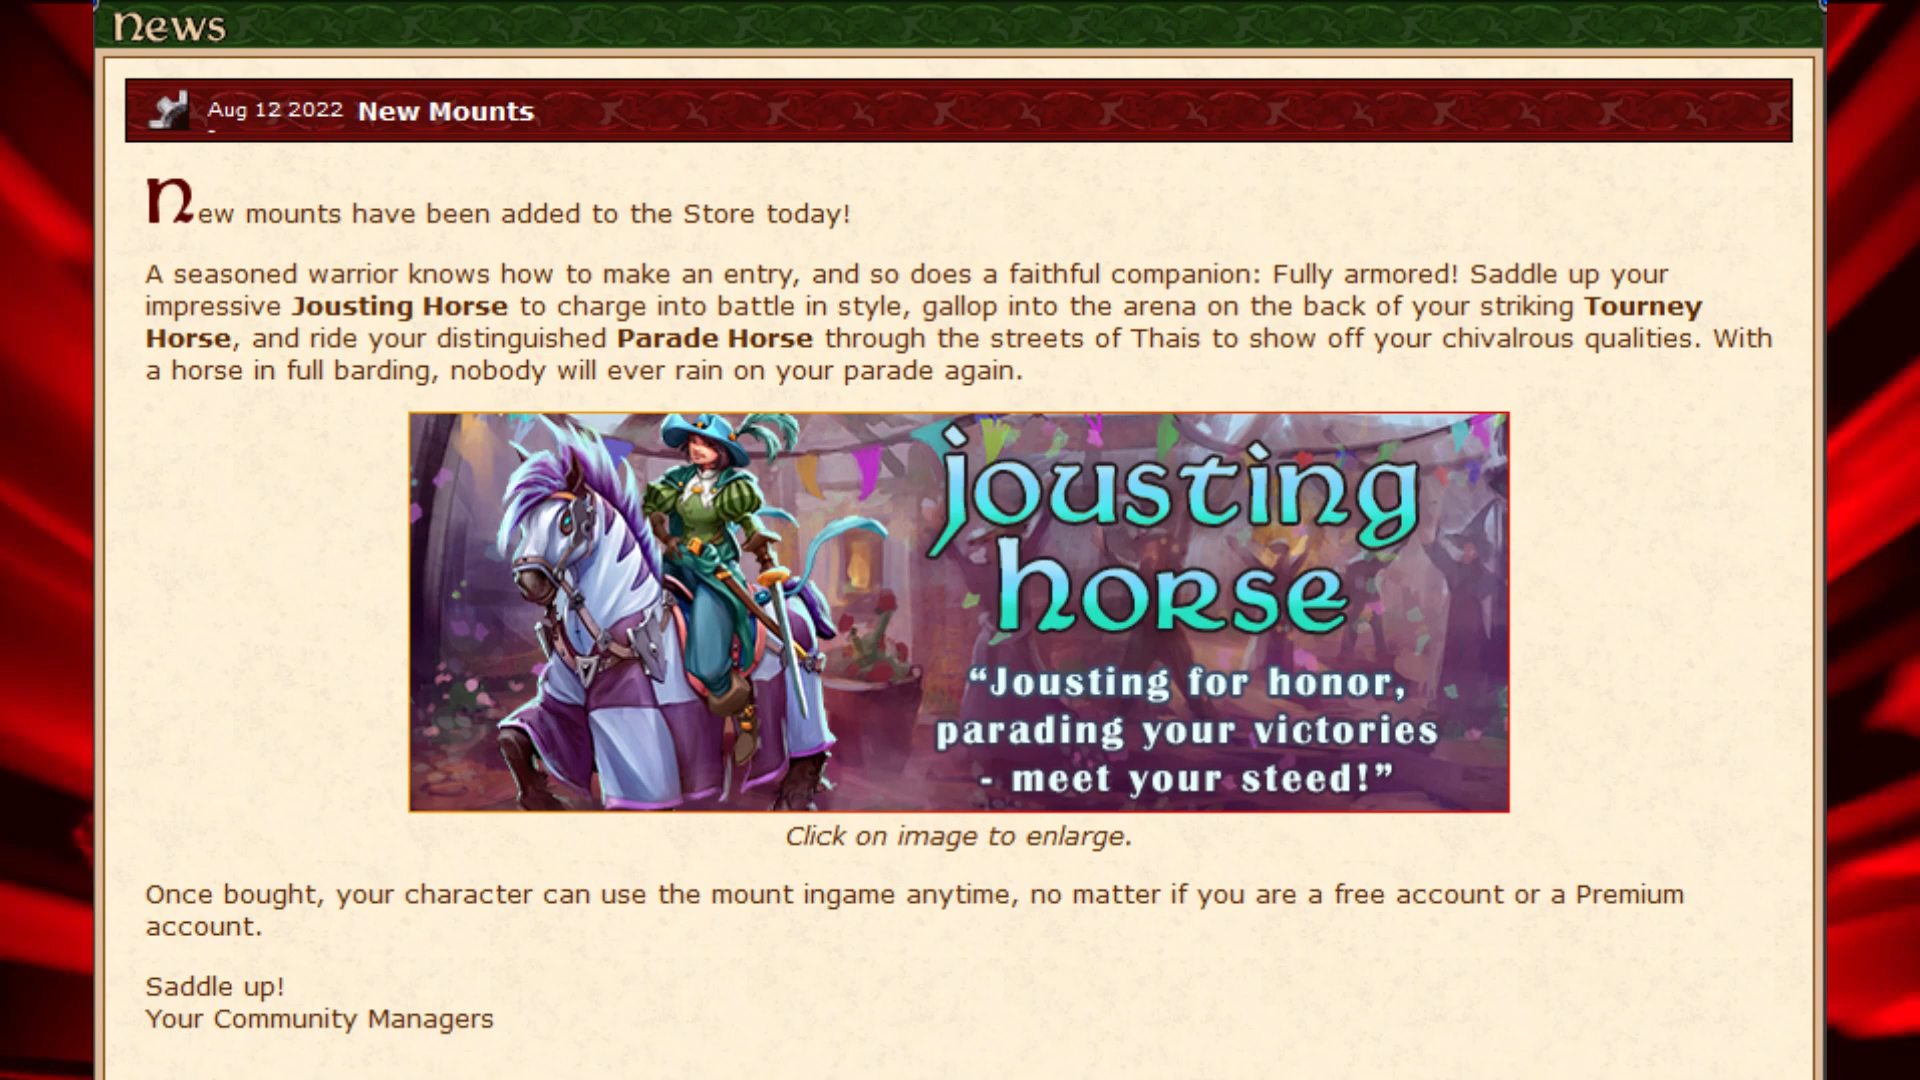 News
Aug 12 2022 New Mounts
-
New mounts have been added to the Store today!
A seasoned warrior knows how to make an entry, and so does a faithful companion: Fully armored! Saddle up your
impressive Jousting Horse to charge into battle in style, gallop into the arena on the back of your striking Tourney
Horse, and ride your distinguished Parade Horse through the streets of Thais to show off your chivalrous qualities. With
a horse in full barding, nobody will ever rain on your parade again.
Jousting
Horse
“Jousting for honor,
parading your victories
- meet your steed!”
Click on image to enlarge.
Once bought, your character can use the mount ingame anytime, no matter if you are a free account or a Premium
account.
Saddle up!
Your Community Managers